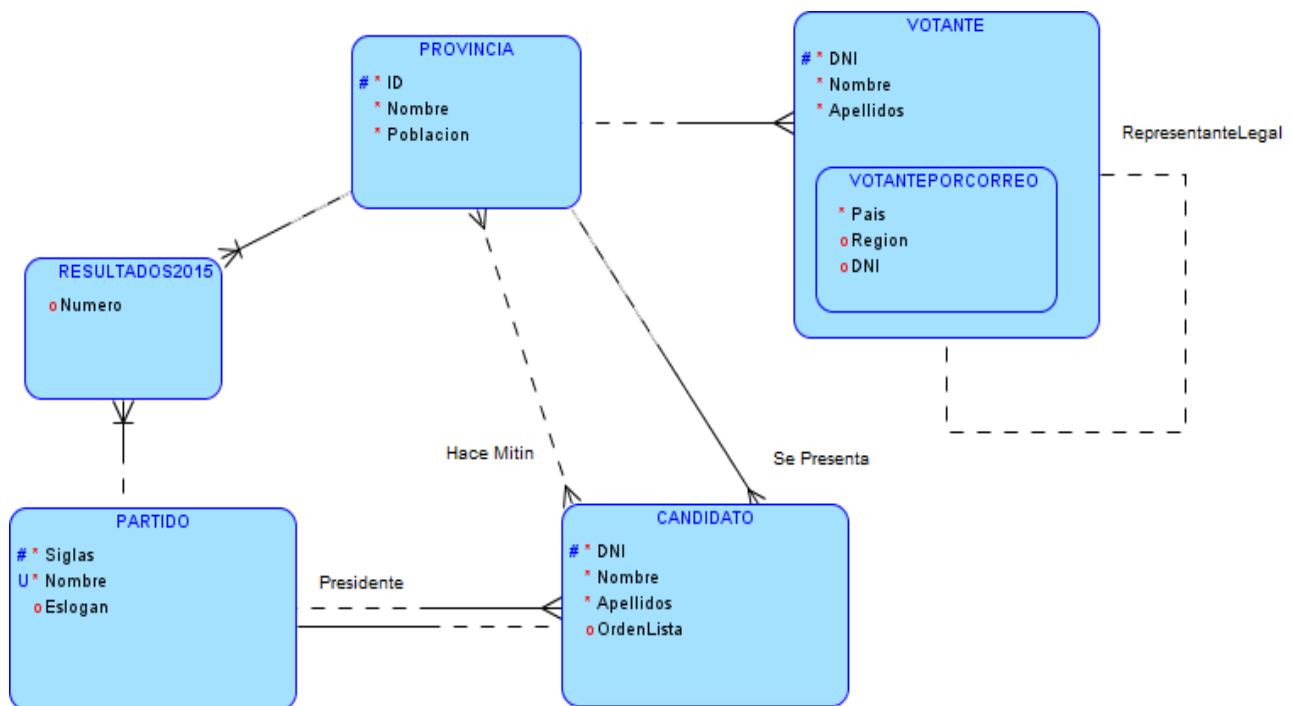 PROVINCIA
# * ID
* Nombre
* Poblacion
VOTANTE
# * DNI
* Nombre
* Apellidos
VOTANTEPORCORREO
* Pais
o Region
o DNI
RepresentanteLegal
RESULTADOS2015
o Numero
Hace Mitin
Se Presenta
PARTIDO
# * Siglas
U * Nombre
o Eslogan
Presidente
CANDIDATO
# * DNI
* Nombre
* Apellidos
o OrdenLista